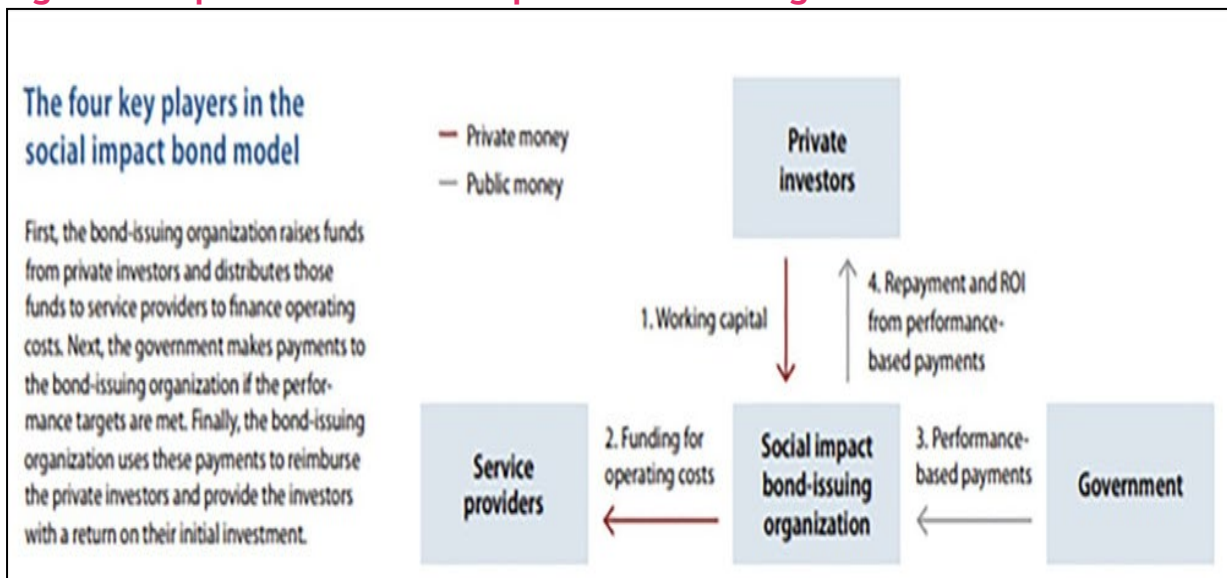 The four key players in the
social impact bond model
First, the bond-issuing organization raises funds
from private investors and distributes those
funds to service providers to finance operating
costs. Next, the government makes payments to
the bond-issuing organization if the perfor-
mance targets are met. Finally, the bond-issuing
organization uses these payments to reimburse
the private investors and provide the investors
with a return on their initial investment.
Private money
Public money
Private
investors
1. Working capital
4. Repayment and ROI
from performance-
based payments
Service
providers
2. Funding for
operating costs
Social impact
bond-issuing
organization
3. Performance-
based payments
Government